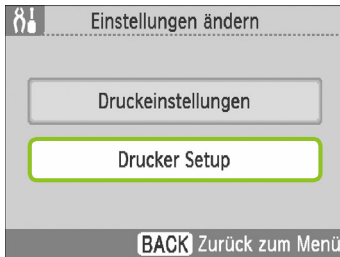 Einstellungen ändern
Druckeinstellungen
Drucker Setup
BACK Zurück zum Menü